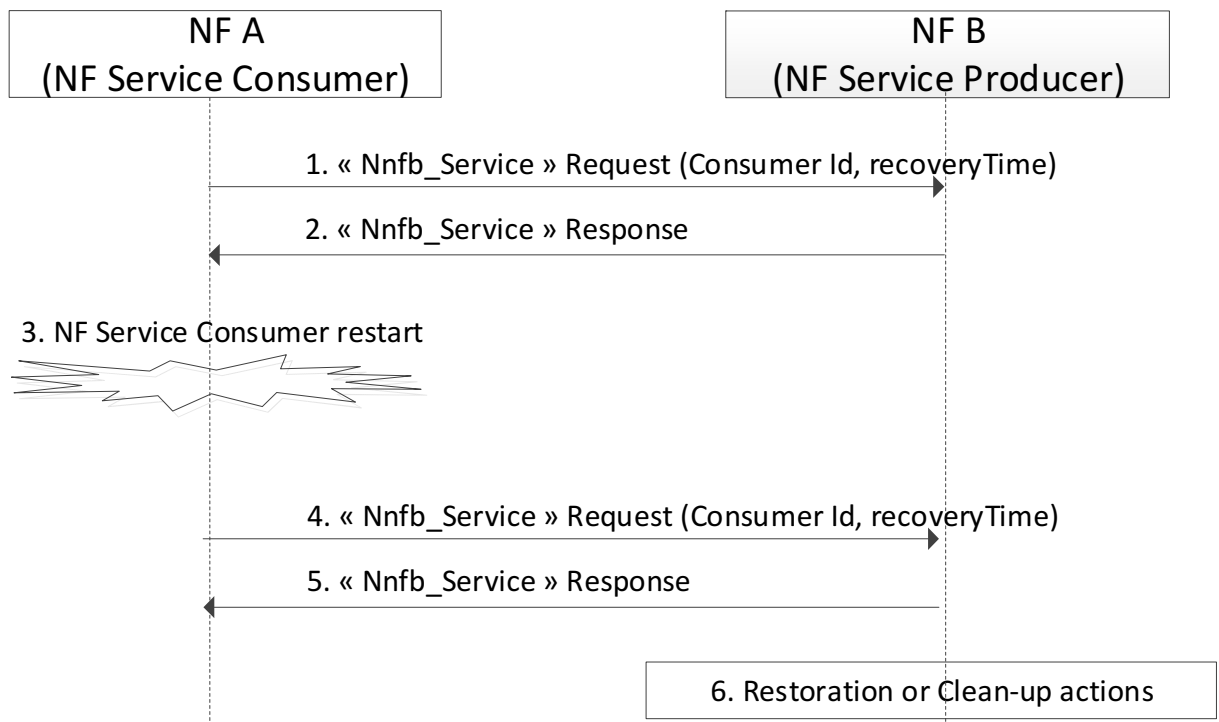 NF A
(NF Service Consumer)
NF B
(NF Service Producer)
1. « Nnfb_Service » Request (Consumer Id, recoveryTime)
2. « Nnfb_Service » Response
3. NF Service Consumer restart
4. « Nnfb_Service » Request (Consumer Id, recoveryTime)
5. « Nnfb_Service » Response
6. Restoration or Clean-up actions